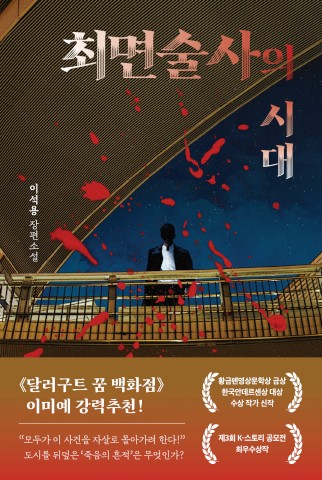 최면술사의
시대
이석용 장편소설
《달러구트 꿈 백화점》
이미예 강력추천!
“모두가 이 사건을 자살로 몰아가려 한다!”
도시를 뒤덮은 ‘죽음의 흔적’은 무엇인가?
황금펜영상문학상 금상
한국안데르센상 대상
수상 작가 신작
제3회 K-스토리 공모전
최우수상작